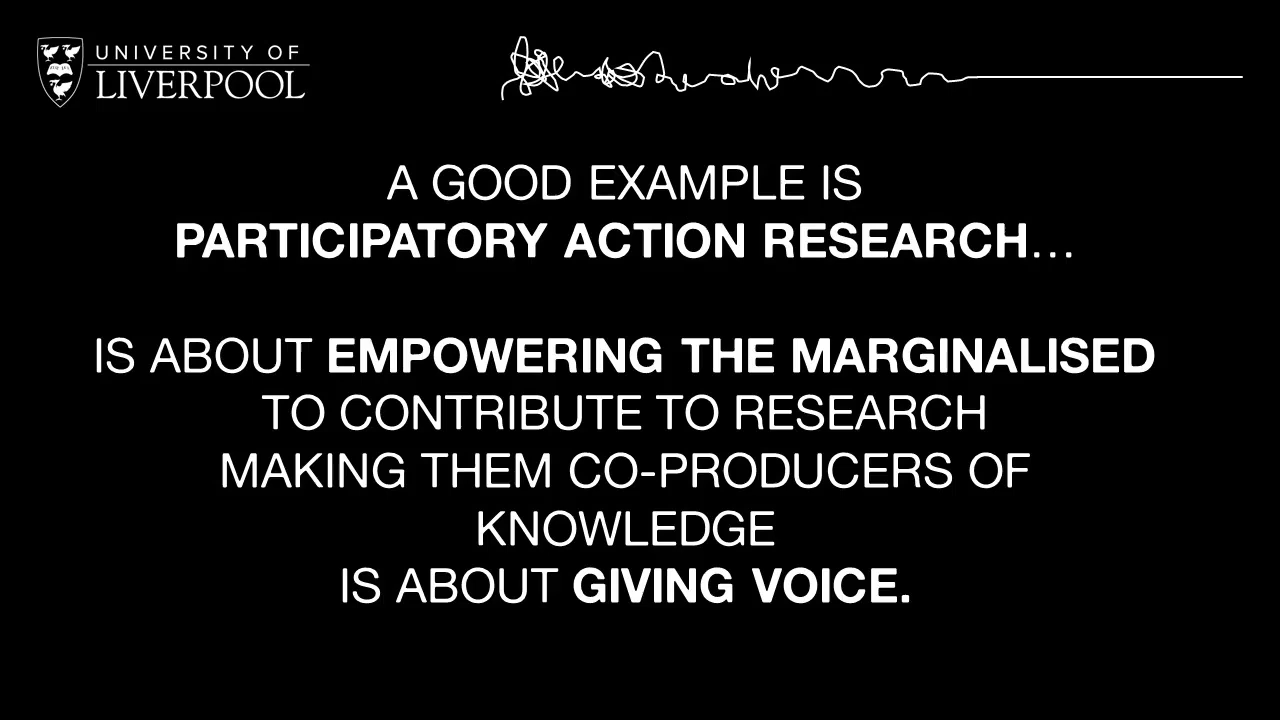 UNIVERSITY OF
LIVERPOOL
A GOOD EXAMPLE IS
PARTICIPATORY ACTION RESEARCH…
IS ABOUT EMPOWERING THE MARGINALISED
TO CONTRIBUTE TO RESEARCH
MAKING THEM CO-PRODUCERS OF
KNOWLEDGE
IS ABOUT GIVING VOICE.